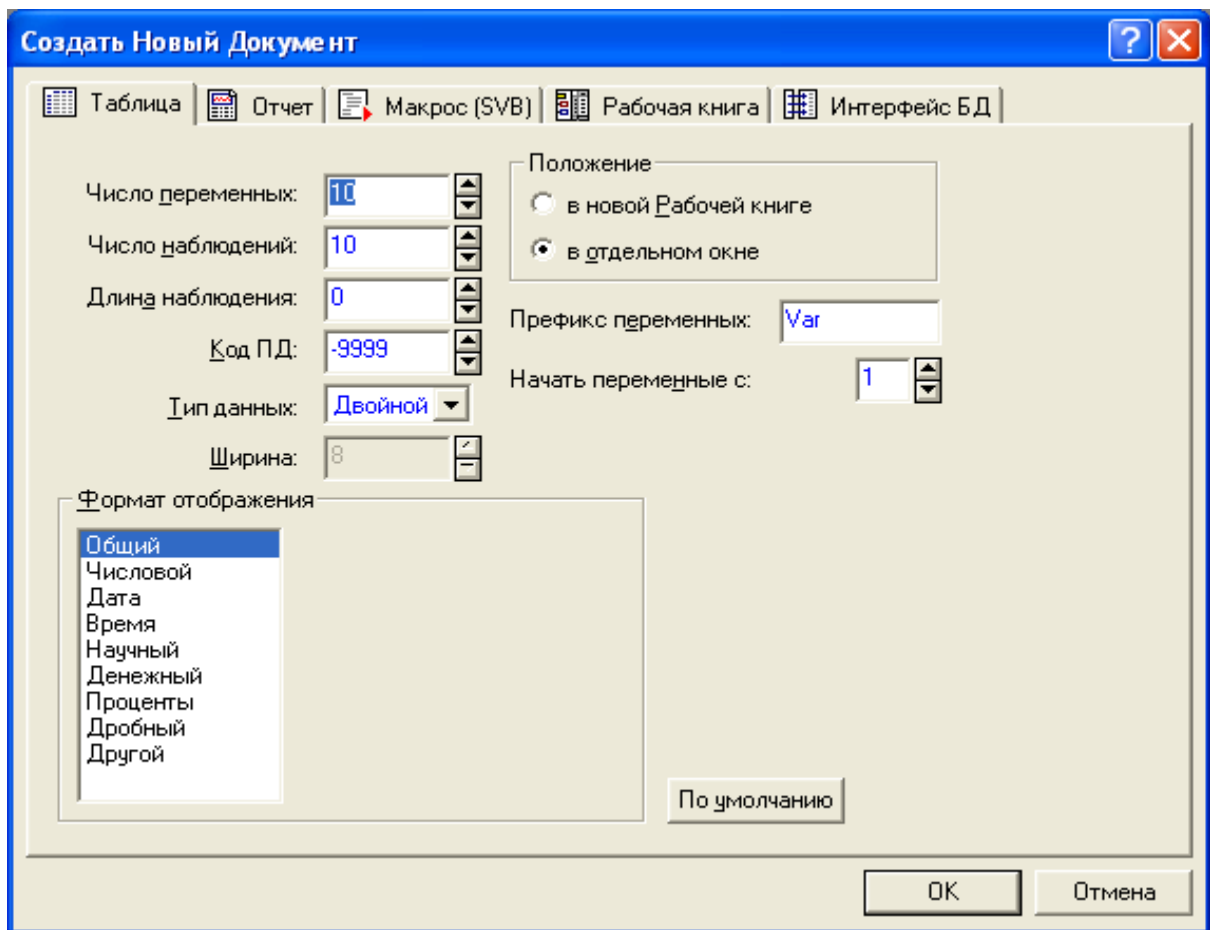 Создать Новый Документ
Таблица Отчет Макрос (SVB) Рабочая книга Интерфейс БД
Число переменных: 10
Число наблюдений: 10
Длина наблюдения: 0
Код ПД: -9999
Тип данных: Двойной
Ширина: 8
Положение
в новой Рабочей книге
в отдельном окне
Префикс переменных: Var
Начать переменные с: 1
Формат отображения
Общий
Числовой
Дата
Время
Научный
Денежный
Проценты
Дробный
Другой
По умолчанию
OK Отмена